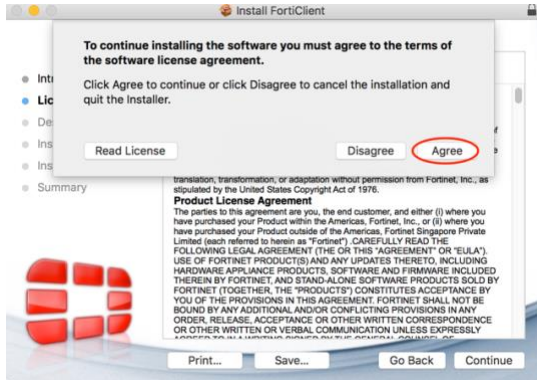 Install FortiClient
To continue installing the software you must agree to the terms of
the software license agreement.
Click Agree to continue or click Disagree to cancel the installation and
quit the Installer.
Read License
Disagree
Agree
Lic
De
Ins
Ins
Summary
translation, transformation, or adaptation without permission from Fortinet, Inc., as
stipulated by the United States Copyright Act of 1976.
Product License Agreement
The parties to this agreement are you, the end customer, and either (i) where you
have purchased your Product within the Americas, Fortinet, Inc., or (ii) where you
have purchased your Product outside of the Americas, Fortinet Singapore Private
Limited (each referred to herein as "Fortinet") .CAREFULLY READ THE
FOLLOWING LEGAL AGREEMENT (THE OR THIS "AGREEMENT" OR "EULA").
USE OF FORTINET PRODUCT(S) AND ANY UPDATES THERETO, INCLUDING
HARDWARE APPLIANCE PRODUCTS, SOFTWARE AND FIRMWARE INCLUDED
THEREIN BY FORTINET, AND STAND-ALONE SOFTWARE PRODUCTS SOLD BY
FORTINET (TOGETHER, THE "PRODUCTS") CONSTITUTES ACCEPTANCE BY
YOU OF THE PROVISIONS IN THIS AGREEMENT. FORTINET SHALL NOT BE
BOUND BY ANY ADDITIONAL AND/OR CONFLICTING PROVISIONS IN ANY
ORDER, RELEASE, ACCEPTANCE OR OTHER WRITTEN CORRESPONDENCE
OR OTHER WRITTEN OR VERBAL COMMUNICATION UNLESS EXPRESSLY
Print...
Save...
Go Back
Continue